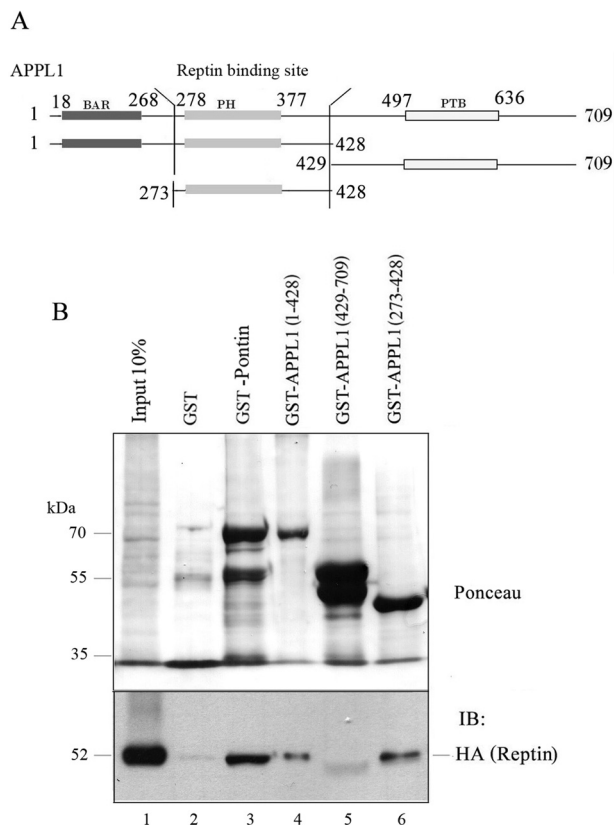 A
APPL1
Reptin binding site
1 18 BAR 268 278 PH 377 497 PTB 636 709
1 428
429 709
273 428
B
Input 10%
GST
GST -Pontin
GST-APPL1 (1-428)
GST-APPL1 (429-709)
GST-APPL1 (273-428)
kDa
70
55
Ponceau
35
IB:
52 HA (Reptin)
1 2 3 4 5 6